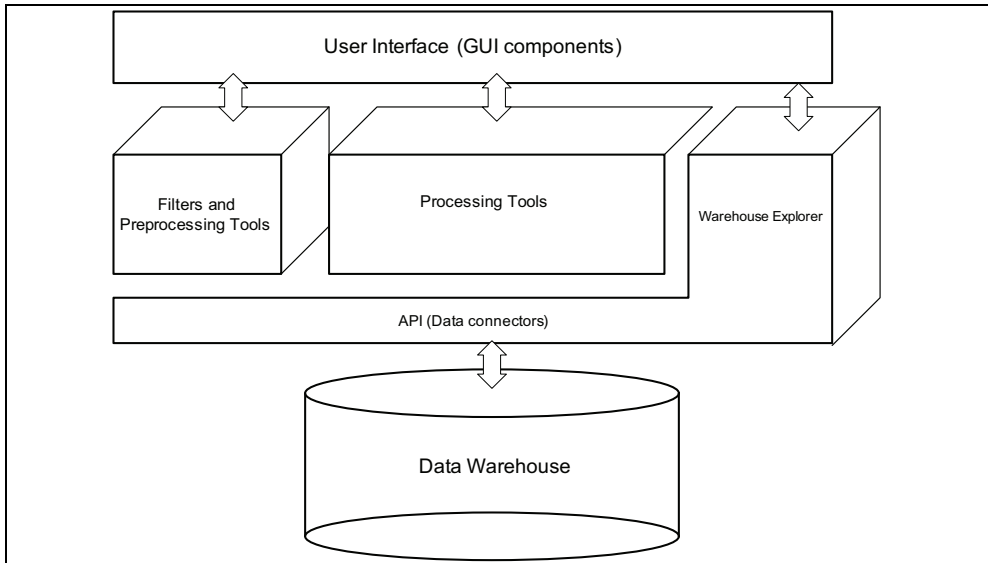 User Interface (GUI components)
Filters and
Preprocessing Tools
Processing Tools
Warehouse Explorer
API (Data connectors)
Data Warehouse